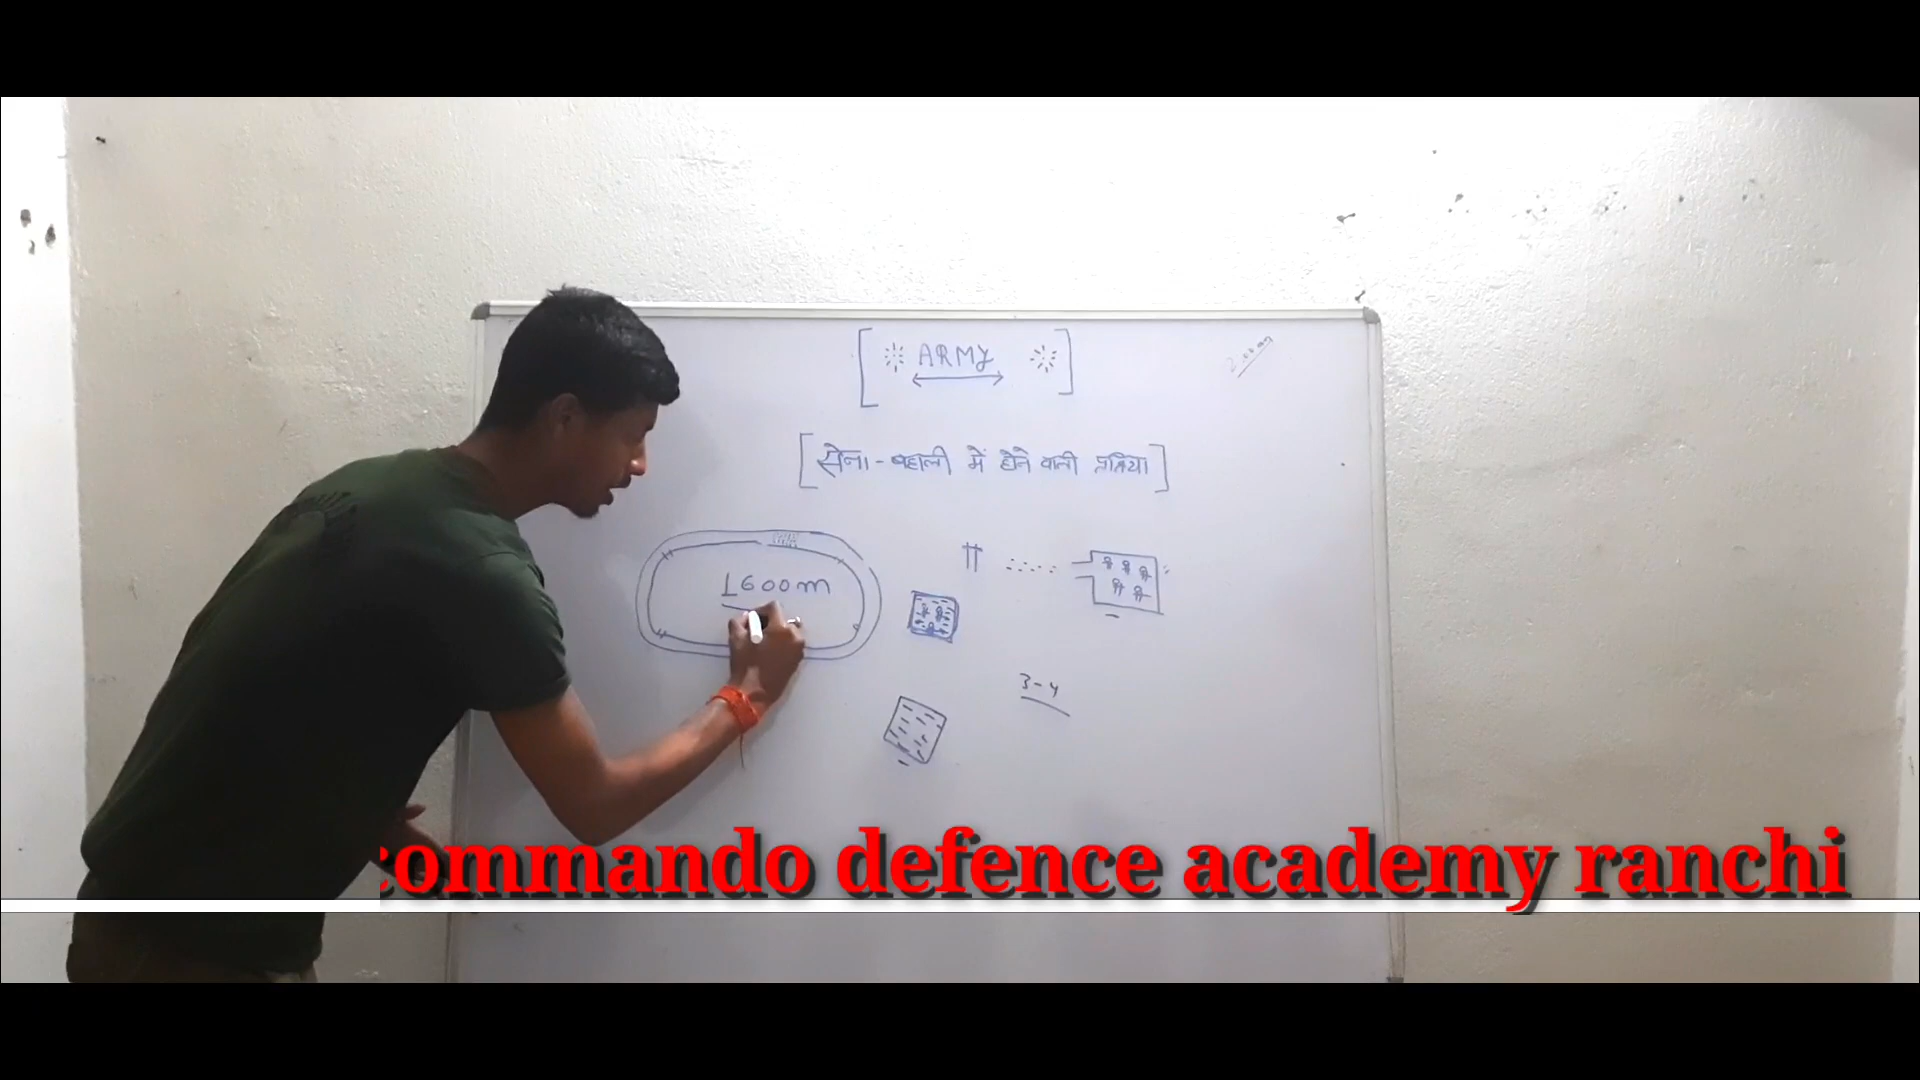 ARMY
[सेना-बहाली में होने वाली प्रक्रिया]
1600m
3-4
commando defence academy ranchi